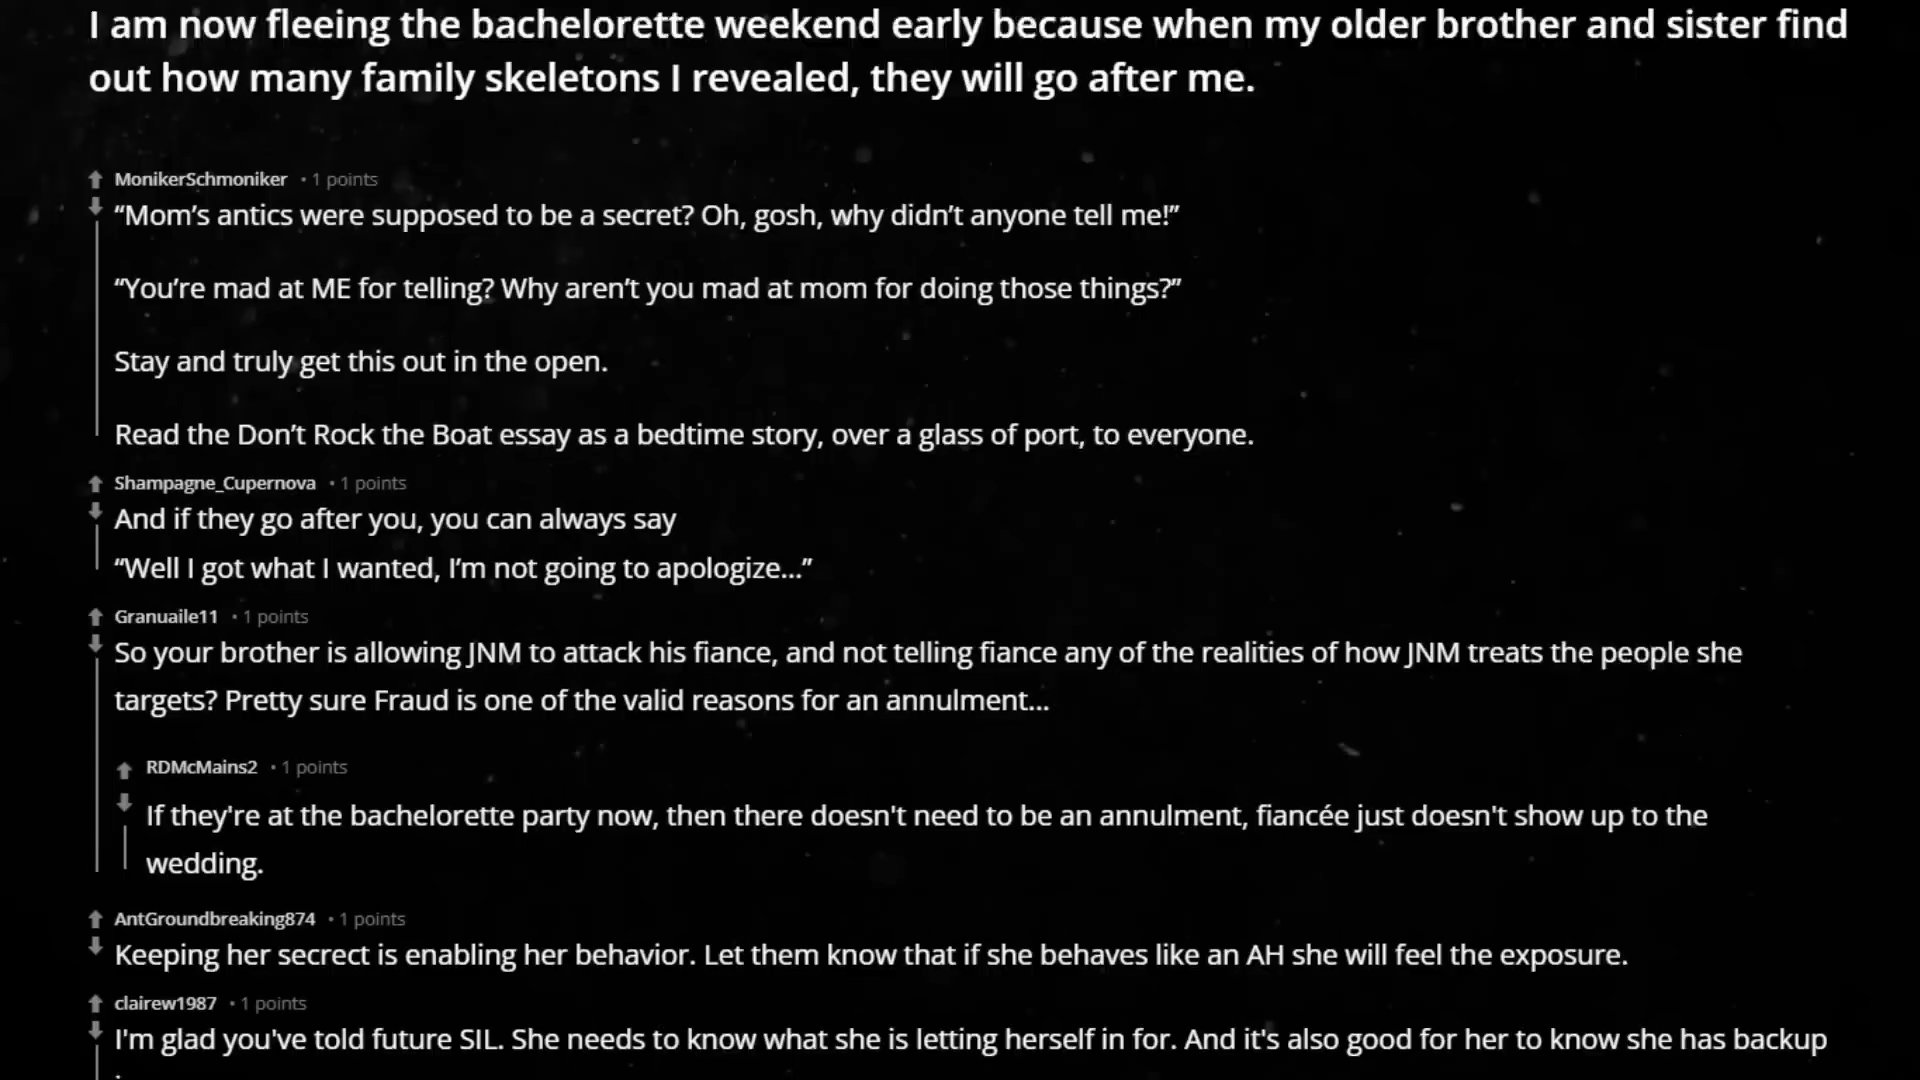 I am now fleeing the bachelorette weekend early because when my older brother and sister find
out how many family skeletons I revealed, they will go after me.
MonikerSchmoniker • 1 points
“Mom’s antics were supposed to be a secret? Oh, gosh, why didn’t anyone tell me!”
“You’re mad at ME for telling? Why aren’t you mad at mom for doing those things?”
Stay and truly get this out in the open.
Read the Don’t Rock the Boat essay as a bedtime story, over a glass of port, to everyone.
Shampagne_Cupernova • 1 points
And if they go after you, you can always say
“Well I got what I wanted, I’m not going to apologize...”
Granuaile11 • 1 points
So your brother is allowing JNM to attack his fiance, and not telling fiance any of the realities of how JNM treats the people she
targets? Pretty sure Fraud is one of the valid reasons for an annulment...
RDMcMains2 • 1 points
If they're at the bachelorette party now, then there doesn't need to be an annulment, fiancée just doesn't show up to the
wedding.
AntGroundbreaking874 • 1 points
Keeping her secrect is enabling her behavior. Let them know that if she behaves like an AH she will feel the exposure.
clairew1987 • 1 points
I'm glad you've told future SIL. She needs to know what she is letting herself in for. And it's also good for her to know she has backup